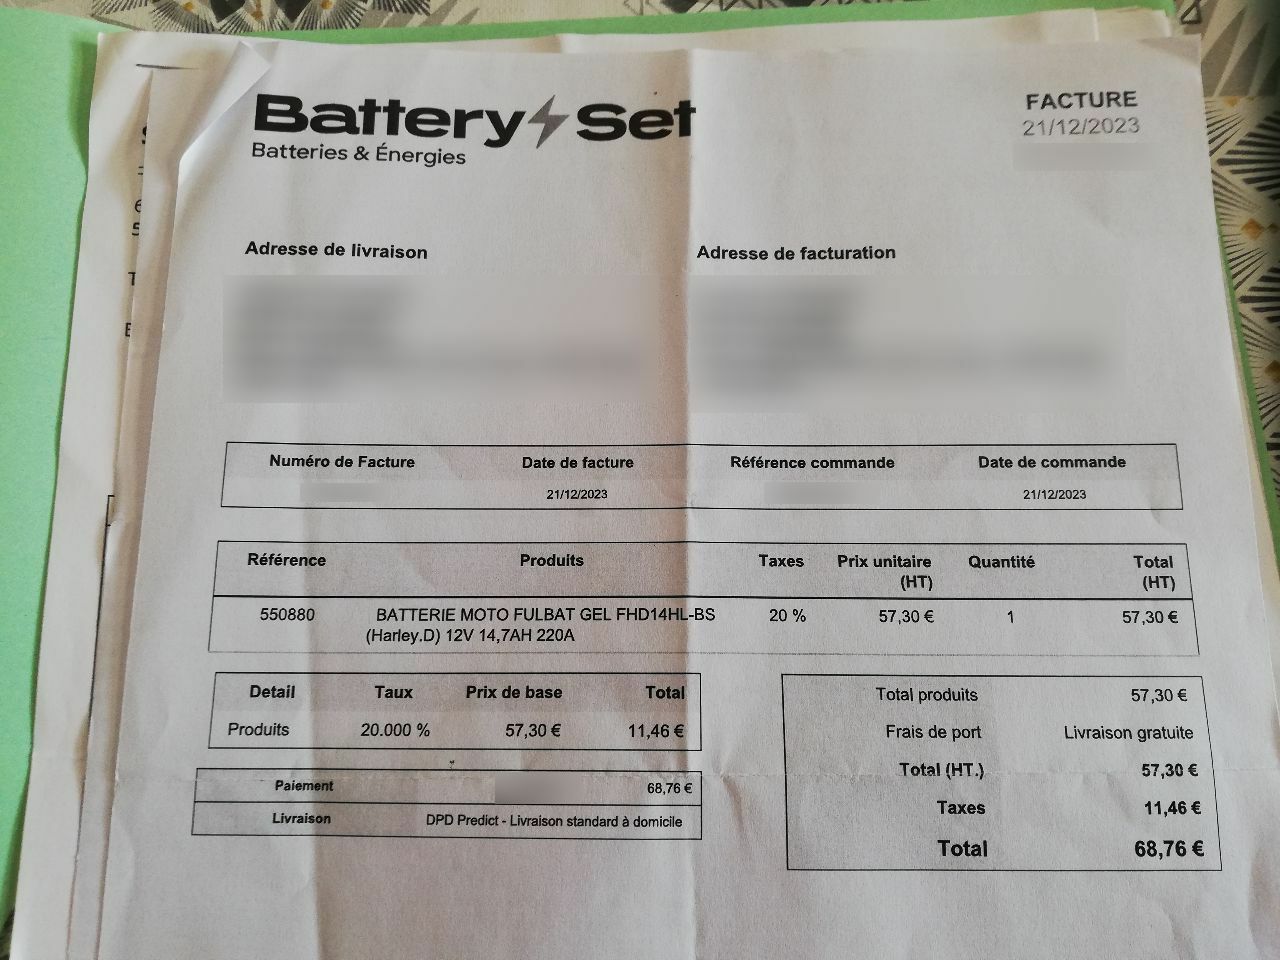 Battery Set
Batteries & Énergies
FACTURE
21/12/2023
Adresse de livraison
Adresse de facturation
Numéro de Facture Date de facture Référence commande Date de commande
21/12/2023 21/12/2023
Référence Produits Taxes Prix unitaire (HT) Quantité Total (HT)
550880 BATTERIE MOTO FULBAT GEL FHD14HL-BS 20 % 57,30 € 1 57,30 €
(Harley.D) 12V 14,7AH 220A
Detail Taux Prix de base Total
Produits 20.000 % 57,30 € 11,46 €
Paiement 68,76 €
Livraison DPD Predict - Livraison standard à domicile
Total produits 57,30 €
Frais de port Livraison gratuite
Total (HT.) 57,30 €
Taxes 11,46 €
Total 68,76 €